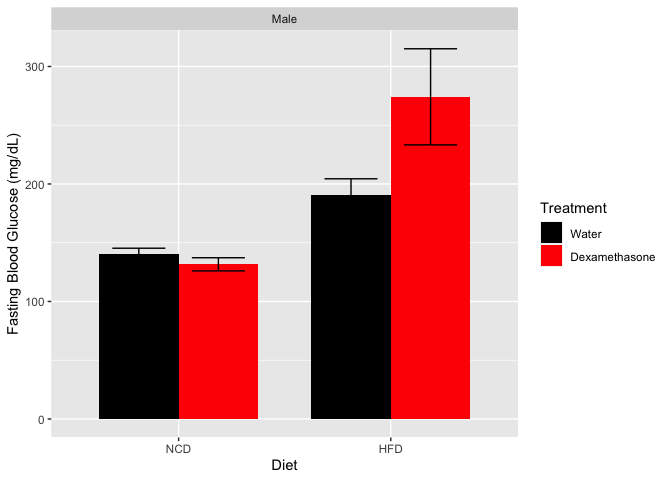 Male
Fasting Blood Glucose (mg/dL)
300
200
100
0
NCD
HFD
Diet
Treatment
Water
Dexamethasone